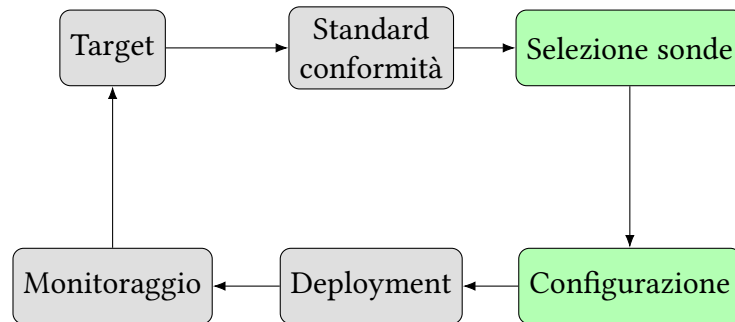 Target
Standard
conformità
Selezione sonde
Monitoraggio
Deployment
Configurazione